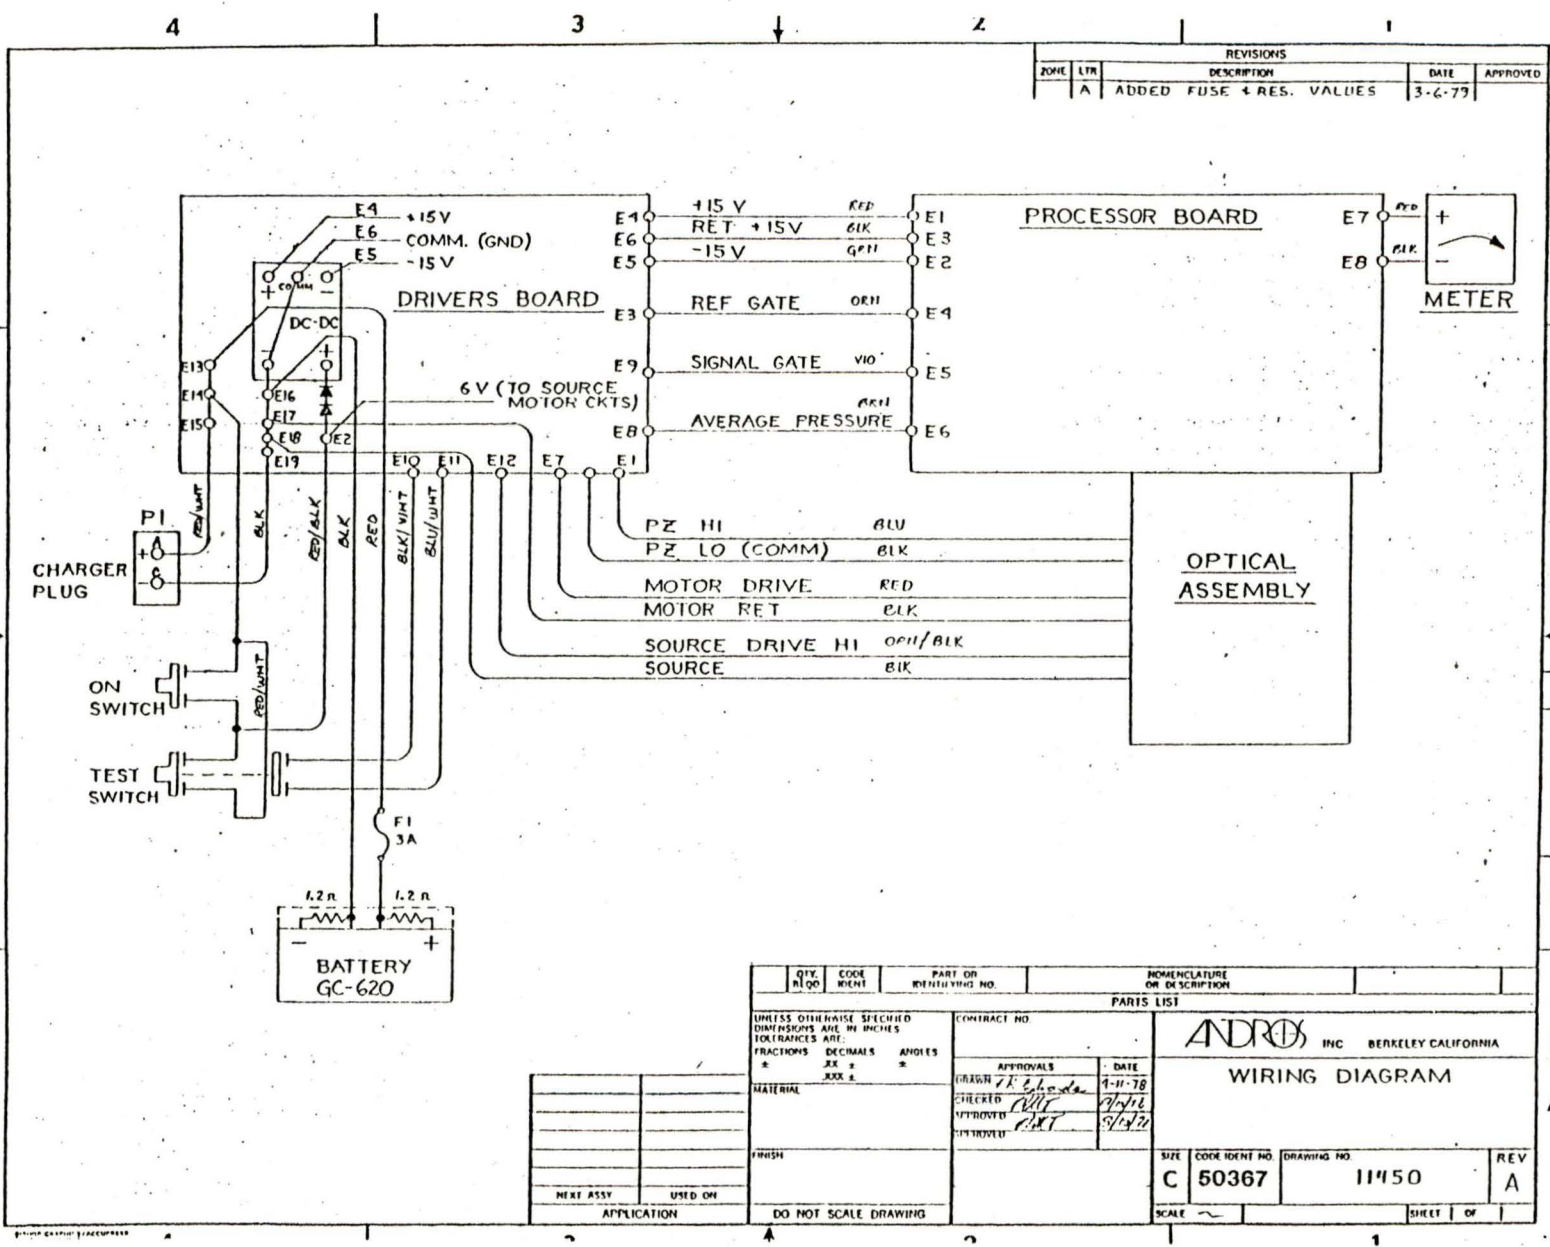 4 3 2 1
REVISIONS
ZONE LTR DESCRIPTION DATE APPROVED
A ADDED FUSE & RES. VALUES 3-6-79
E4 +15V
E6 COMM. (GND)
E5 -15V
+ COMM -
DC-DC
- +
DRIVERS BOARD
E13
E14
E15
E16
E17
E18
E19
E2
6V (TO SOURCE
MOTOR CKTS)
E4 +15 V RED E1
E6 RET +15V BLK E3
E5 -15 V GRN E2
E3 REF GATE ORN E4
E9 SIGNAL GATE VIO E5
BRN
E8 AVERAGE PRESSURE E6
PROCESSOR BOARD
E7 RED +
E8 BLK -
METER
E10 E11 E12 E7 E1
RED/WHT
BLK
RED/BLK
BLK
RED
BLK/WHT
BLU/WHT
P1
A
+
C
-
CHARGER
PLUG
PZ HI BLU
PZ LO (COMM) BLK
MOTOR DRIVE RED
MOTOR RET BLK
SOURCE DRIVE HI ORN/BLK
SOURCE BLK
OPTICAL
ASSEMBLY
ON
SWITCH
RED/WHT
TEST
SWITCH
F1
3A
1.2 Ω 1.2 Ω
- +
BATTERY
GC-620
QTY. REQD
CODE IDENT
PART OR IDENTIFYING NO.
NOMENCLATURE OR DESCRIPTION
PARTS LIST
UNLESS OTHERWISE SPECIFIED
DIMENSIONS ARE IN INCHES
TOLERANCES ARE:
FRACTIONS DECIMALS ANGLES
± .XX ± ±
.XXX ±
MATERIAL
FINISH
DO NOT SCALE DRAWING
CONTRACT NO.
APPROVALS DATE
DRAWN 9-11-78
CHECKED
APPROVED
APPROVED
ANDROS INC BERKELEY CALIFORNIA
WIRING DIAGRAM
SIZE CODE IDENT NO. DRAWING NO. REV
C 50367 11450 A
SCALE ~ SHEET OF
NEXT ASSY USED ON
APPLICATION
1